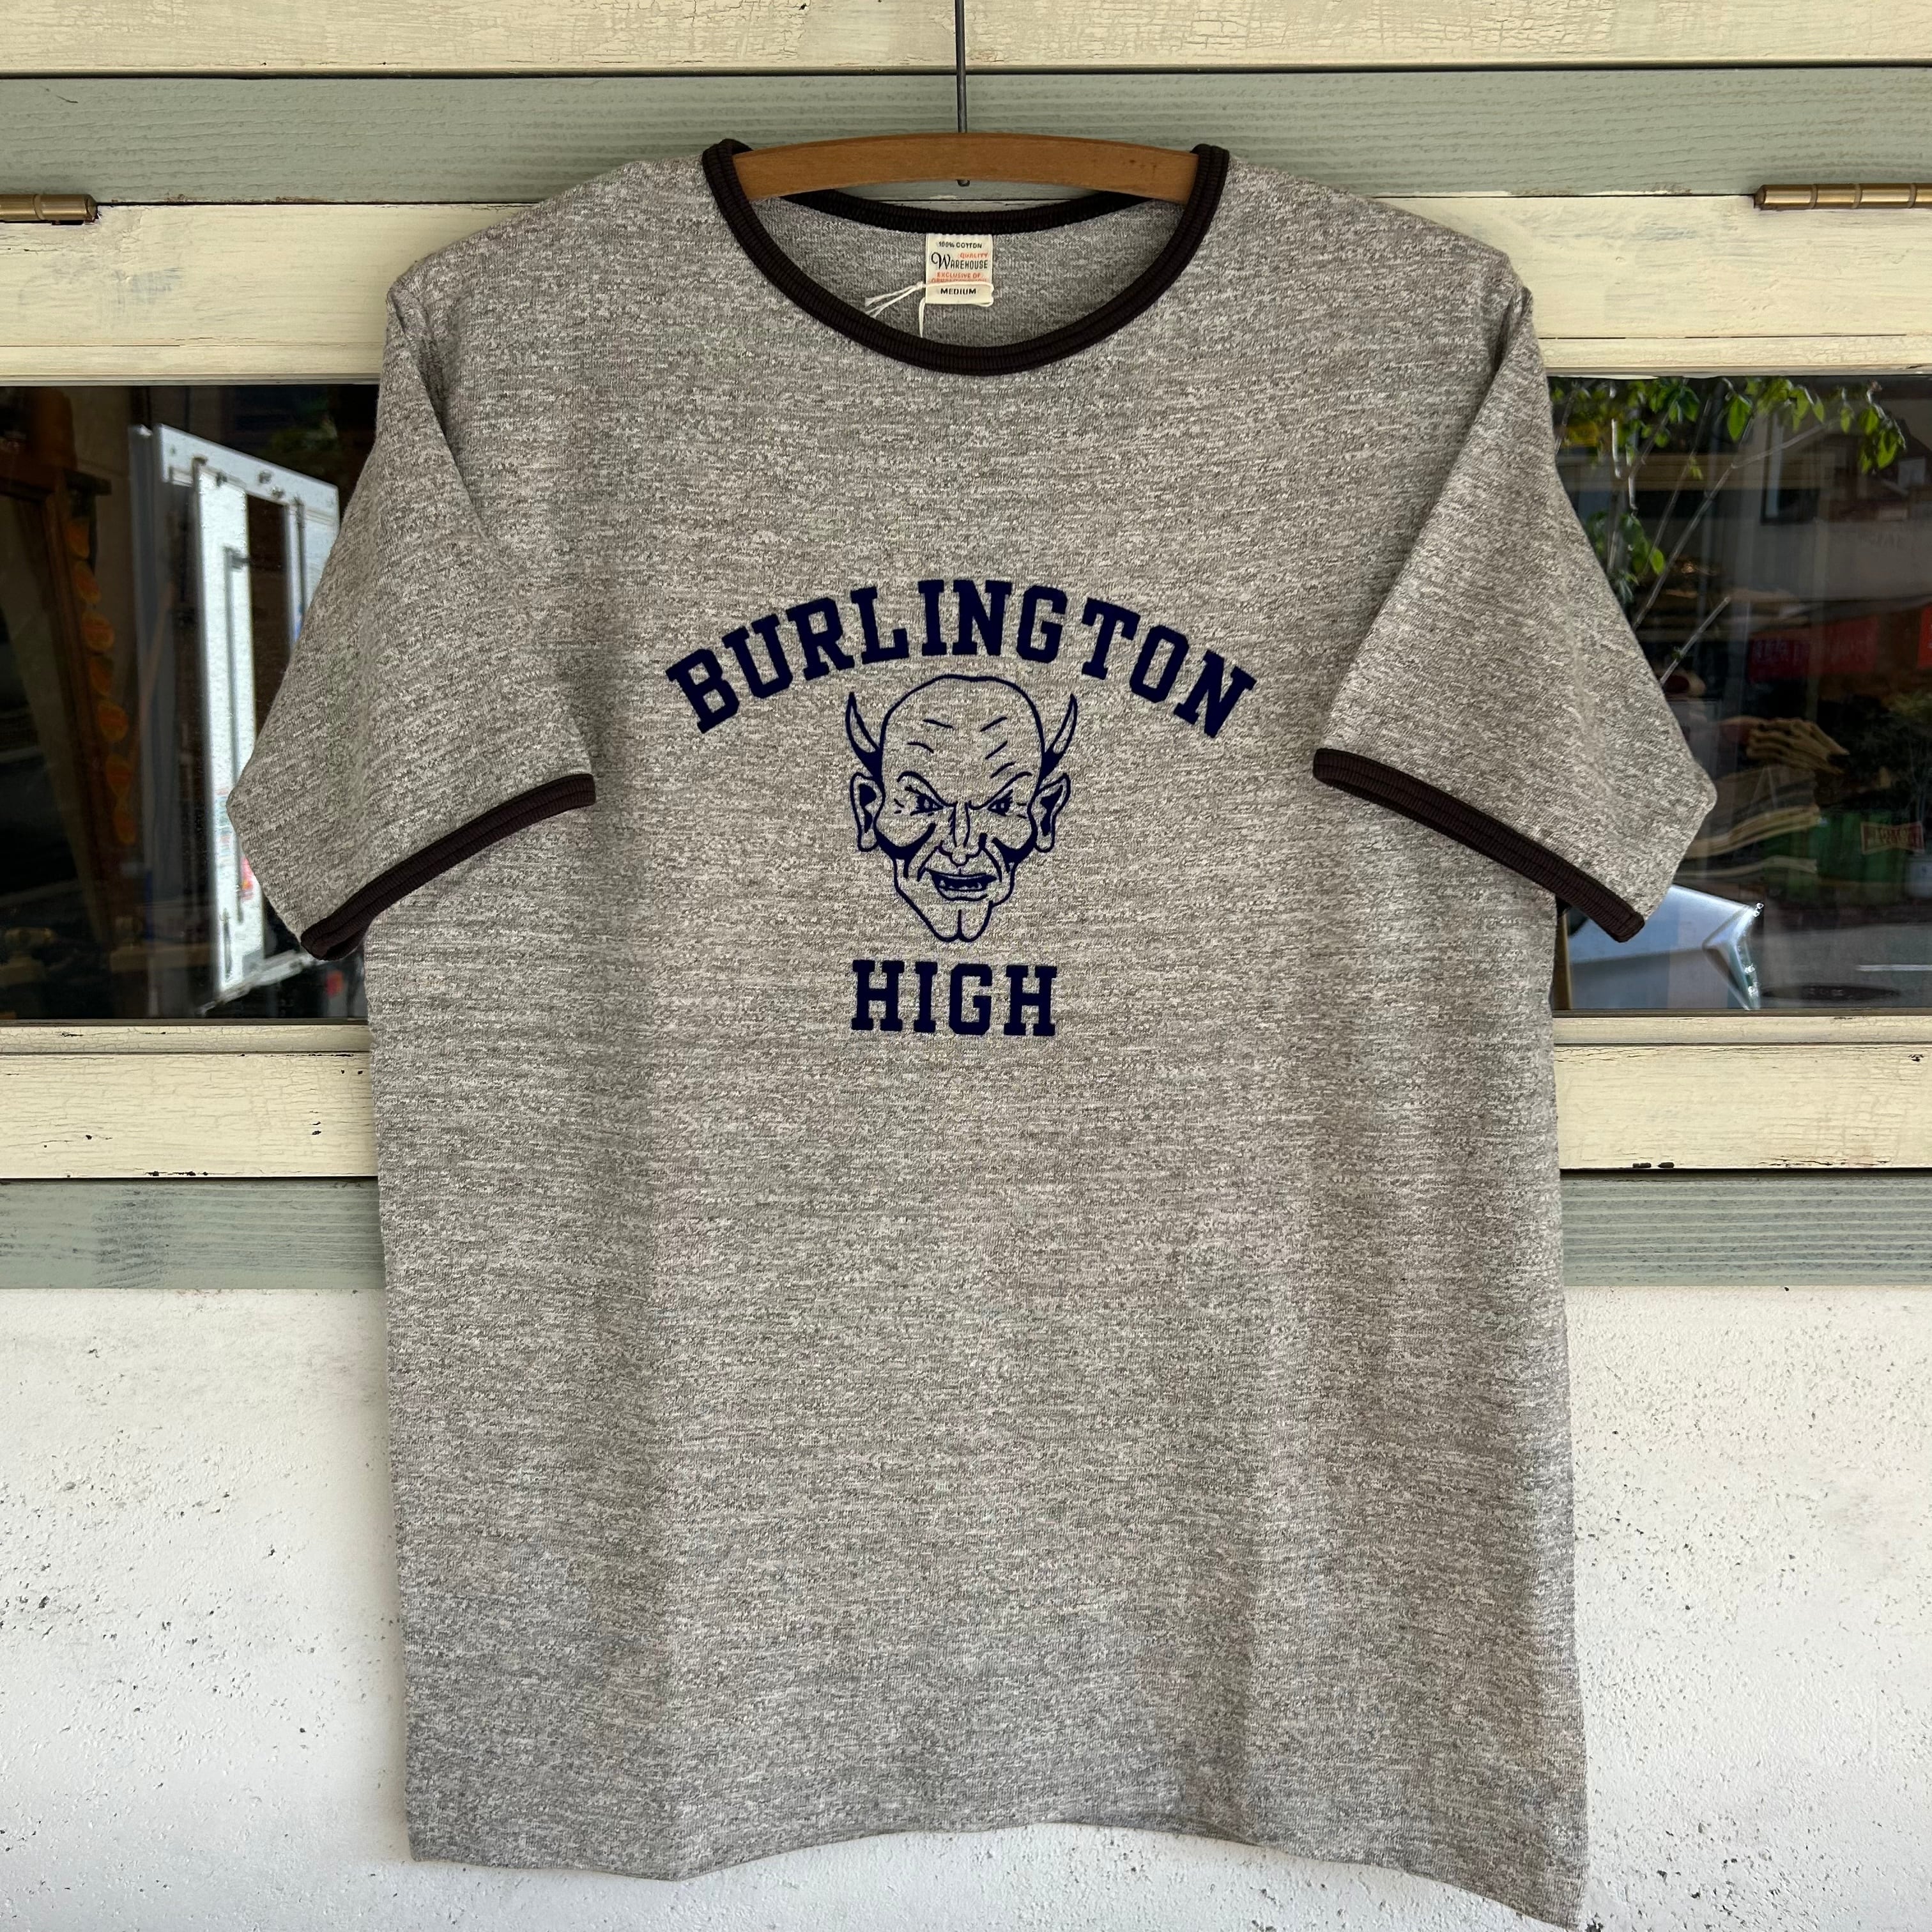 100% COTTON
QUALITY
WAREHOUSE
EXCLUSIVE OF
MEDIUM
BURLINGTON
HIGH